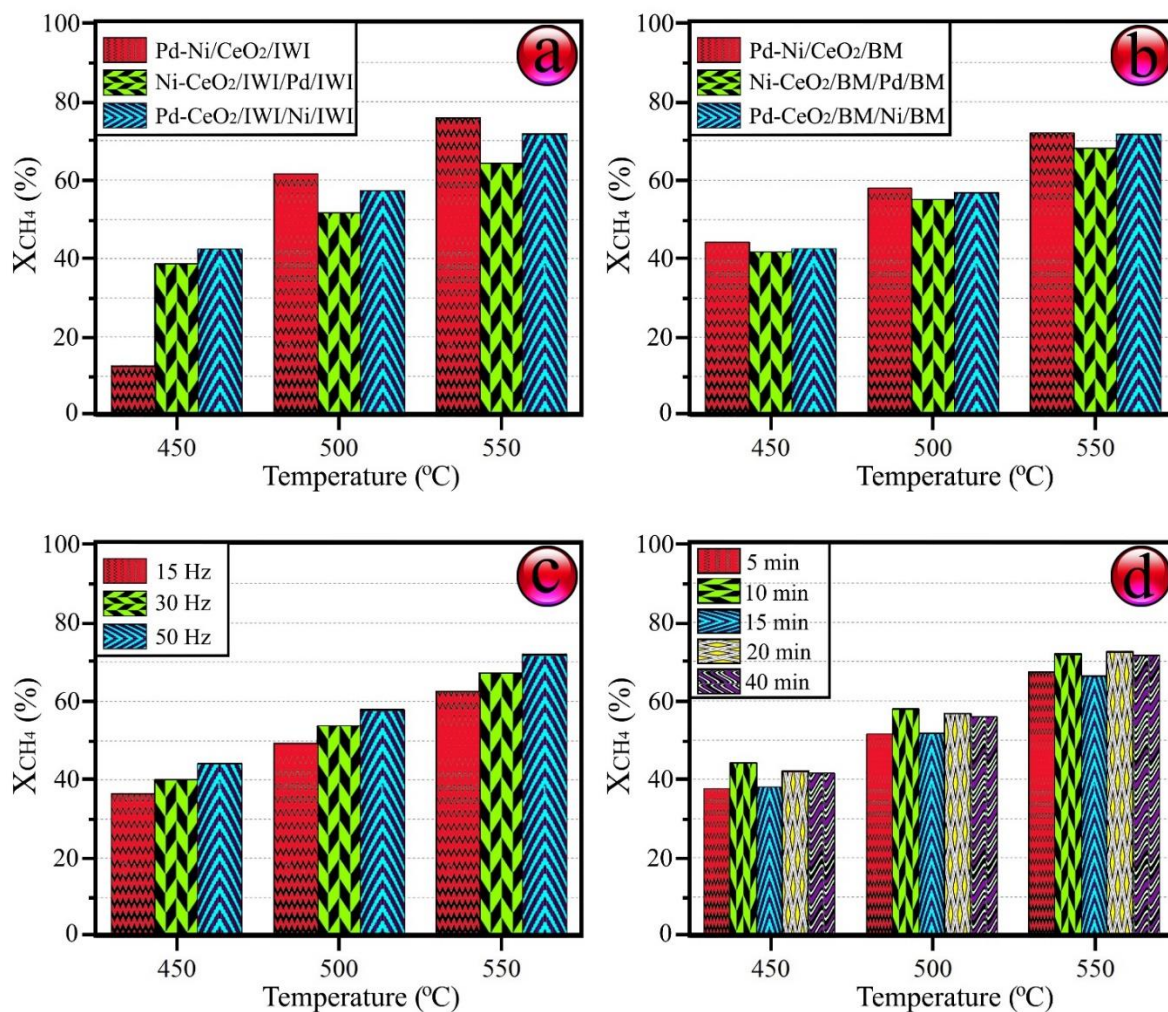 100
80
60
40
20
0
X_CH₄ (%)
Pd-Ni/CeO₂/IWI
Ni-CeO₂/IWI/Pd/IWI
Pd-CeO₂/IWI/Ni/IWI
a
450 500 550
Temperature (ºC)
100
80
60
40
20
0
X_CH₄ (%)
Pd-Ni/CeO₂/BM
Ni-CeO₂/BM/Pd/BM
Pd-CeO₂/BM/Ni/BM
b
450 500 550
Temperature (ºC)
100
80
60
40
20
0
X_CH₄ (%)
15 Hz
30 Hz
50 Hz
c
450 500 550
Temperature (ºC)
100
80
60
40
20
0
X_CH₄ (%)
5 min
10 min
15 min
20 min
40 min
d
450 500 550
Temperature (ºC)